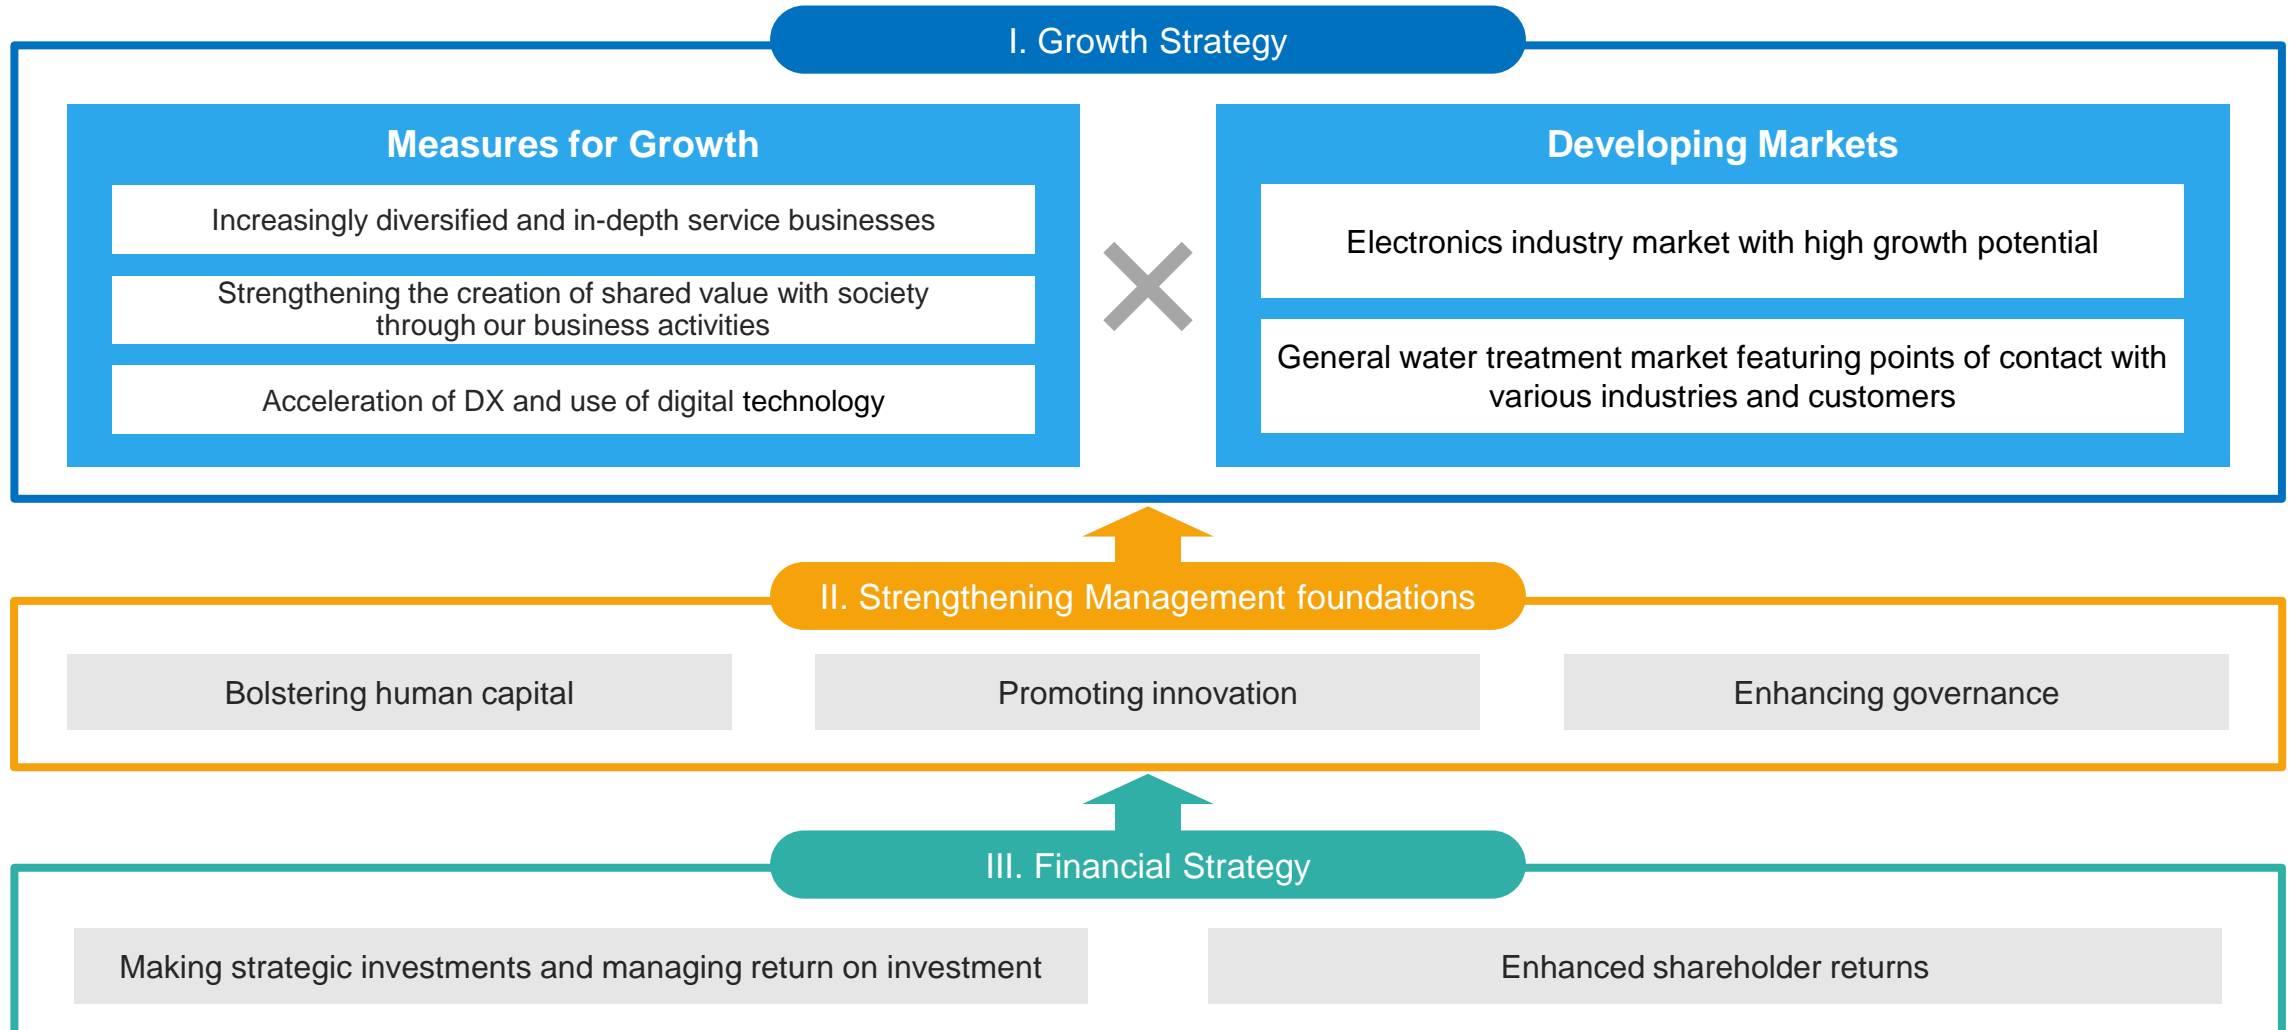 I. Growth Strategy
Measures for Growth
Increasingly diversified and in-depth service businesses
Strengthening the creation of shared value with society
through our business activities
Acceleration of DX and use of digital technology
Developing Markets
Electronics industry market with high growth potential
General water treatment market featuring points of contact with
various industries and customers
II. Strengthening Management foundations
Bolstering human capital
Promoting innovation
Enhancing governance
III. Financial Strategy
Making strategic investments and managing return on investment
Enhanced shareholder returns